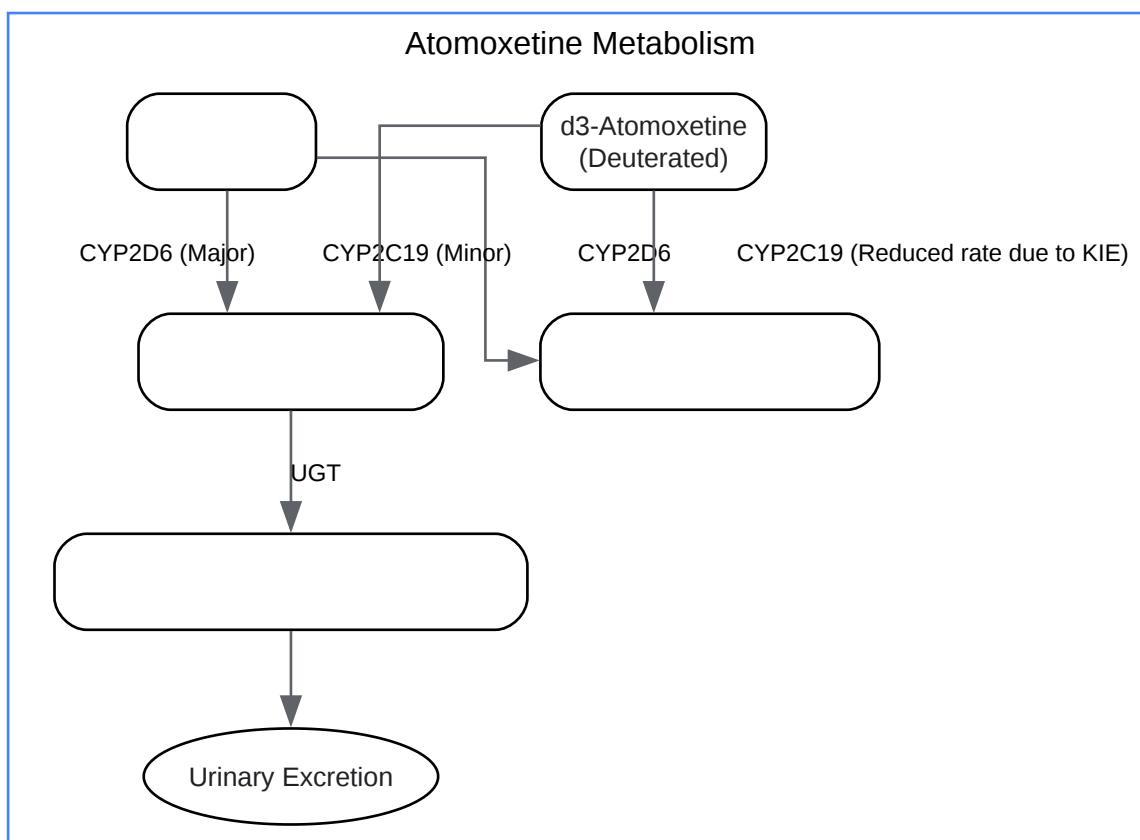 Atomoxetine Metabolism
d3-Atomoxetine
(Deuterated)
CYP2D6 (Major)
CYP2C19 (Minor)
CYP2D6
CYP2C19 (Reduced rate due to KIE)
UGT
Urinary Excretion